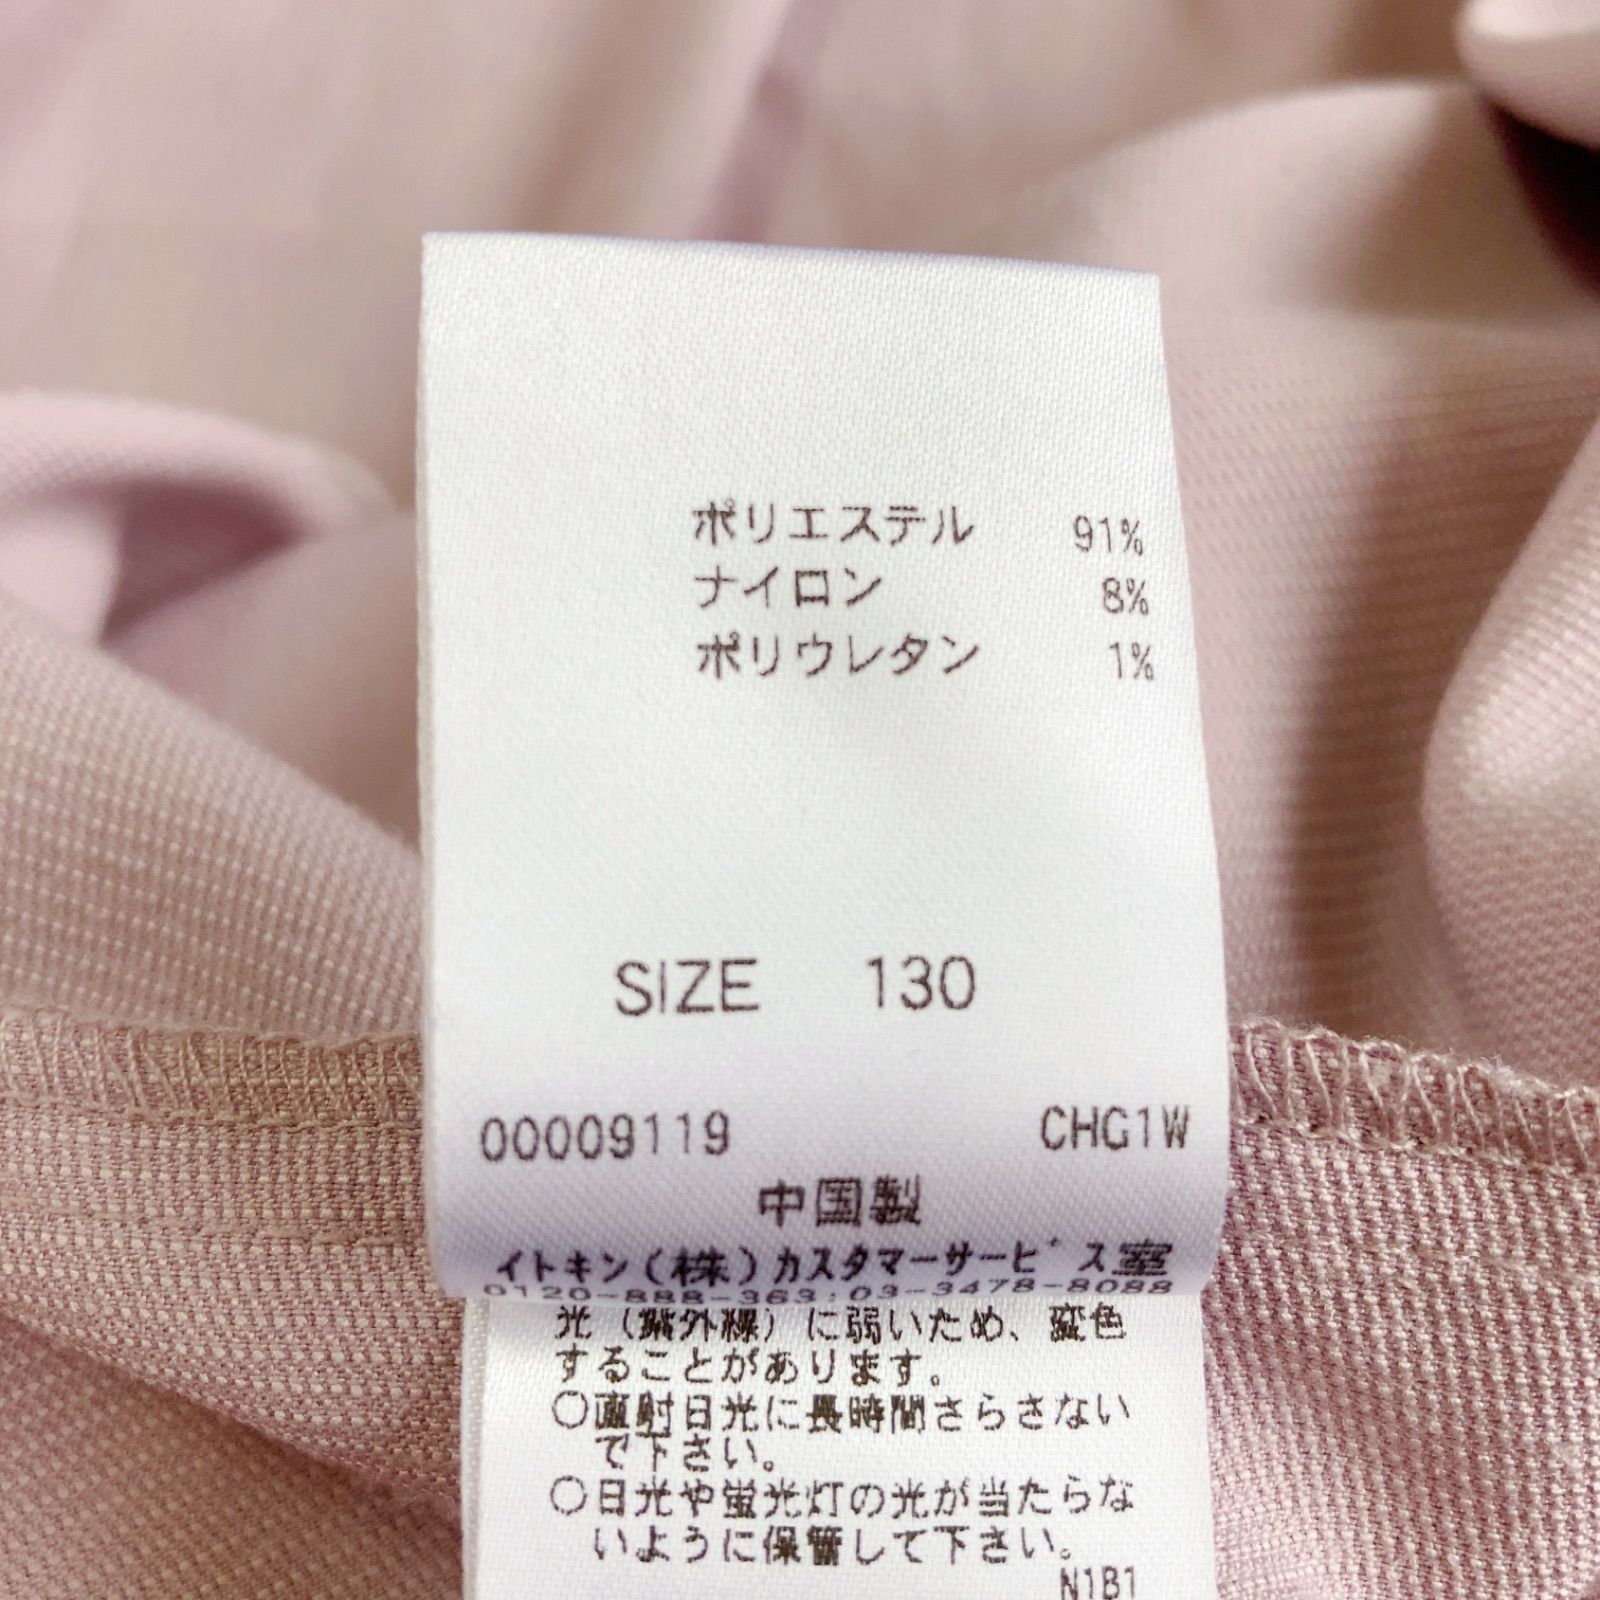 ポリエステル 91%
ナイロン 8%
ポリウレタン 1%
SIZE 130
00009119 CHG1W
中国製
イトキン(株)カスタマーサービス室
0120-888-363:03-3478-8088
光(紫外線)に弱いため、変色
することがあります。
○直射日光に長時間さらさない
で下さい。
○日光や蛍光灯の光が当たらな
いように保管して下さい。
N1B1